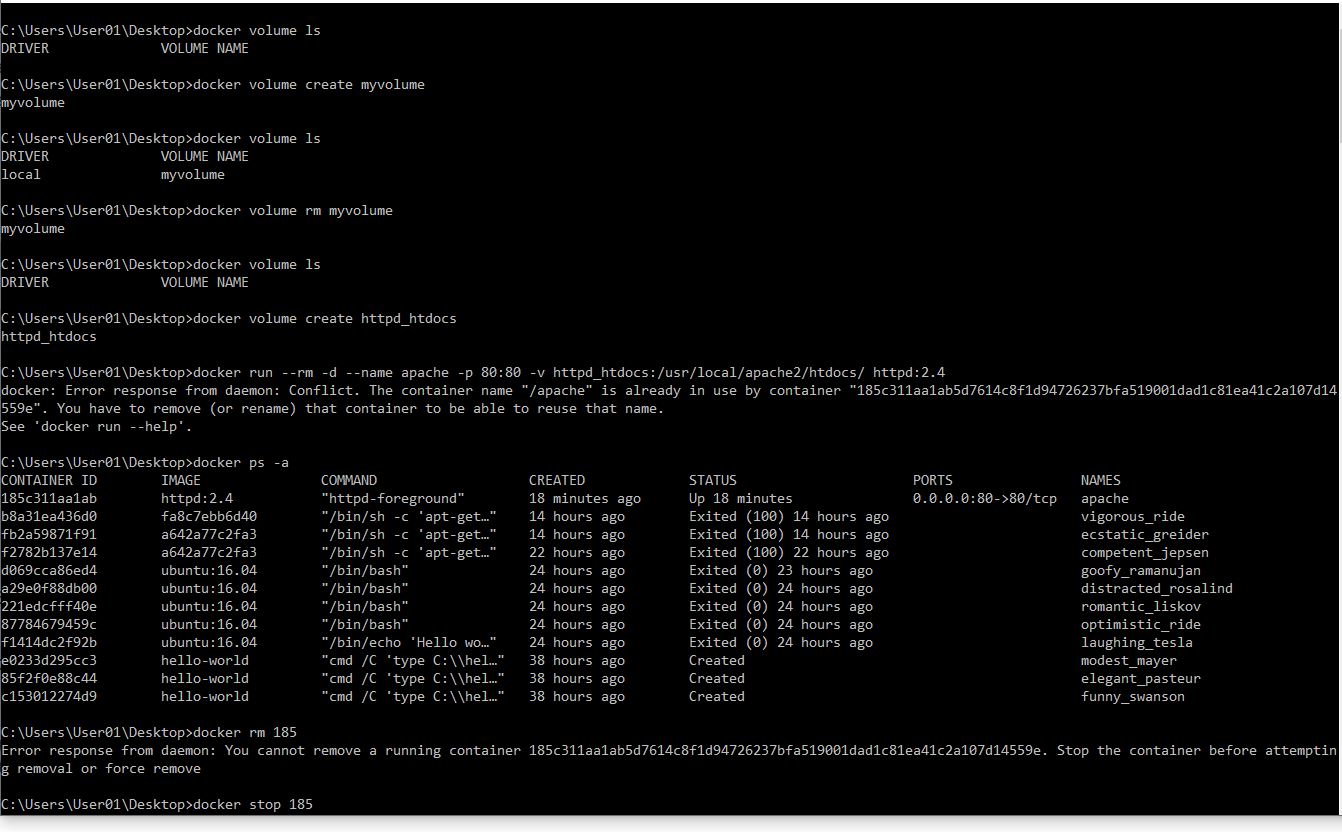 C:\Users\User01\Desktop>docker volume ls
DRIVER              VOLUME NAME
C:\Users\User01\Desktop>docker volume create myvolume
myvolume
C:\Users\User01\Desktop>docker volume ls
DRIVER              VOLUME NAME
local               myvolume
C:\Users\User01\Desktop>docker volume rm myvolume
myvolume
C:\Users\User01\Desktop>docker volume ls
DRIVER              VOLUME NAME
C:\Users\User01\Desktop>docker volume create httpd_htdocs
httpd_htdocs
C:\Users\User01\Desktop>docker run --rm -d --name apache -p 80:80 -v httpd_htdocs:/usr/local/apache2/htdocs/ httpd:2.4
docker: Error response from daemon: Conflict. The container name "/apache" is already in use by container "185c311aa1ab5d7614c8f1d94726237bfa519001dad1c81ea41c2a107d14
559e". You have to remove (or rename) that container to be able to reuse that name.
See 'docker run --help'.
C:\Users\User01\Desktop>docker ps -a
CONTAINER ID        IMAGE               COMMAND                   CREATED             STATUS                      PORTS                NAMES
185c311aa1ab        httpd:2.4           "httpd-foreground"        18 minutes ago      Up 18 minutes               0.0.0.0:80->80/tcp   apache
b8a31ea436d0        fa8c7ebb6d40        "/bin/sh -c 'apt-get…"    14 hours ago        Exited (100) 14 hours ago                        vigorous_ride
fb2a59871f91        a642a77c2fa3        "/bin/sh -c 'apt-get…"    14 hours ago        Exited (100) 14 hours ago                        ecstatic_greider
f2782b137e14        a642a77c2fa3        "/bin/sh -c 'apt-get…"    22 hours ago        Exited (100) 22 hours ago                        competent_jepsen
d069cca86ed4        ubuntu:16.04        "/bin/bash"               24 hours ago        Exited (0) 23 hours ago                          goofy_ramanujan
a29e0f88db00        ubuntu:16.04        "/bin/bash"               24 hours ago        Exited (0) 24 hours ago                          distracted_rosalind
221edcfff40e        ubuntu:16.04        "/bin/bash"               24 hours ago        Exited (0) 24 hours ago                          romantic_liskov
87784679459c        ubuntu:16.04        "/bin/bash"               24 hours ago        Exited (0) 24 hours ago                          optimistic_ride
f1414dc2f92b        ubuntu:16.04        "/bin/echo 'Hello wo…"    24 hours ago        Exited (0) 24 hours ago                          laughing_tesla
e0233d295cc3        hello-world         "cmd /C 'type C:\\hel…"   38 hours ago        Created                                          modest_mayer
85f2f0e88c44        hello-world         "cmd /C 'type C:\\hel…"   38 hours ago        Created                                          elegant_pasteur
c153012274d9        hello-world         "cmd /C 'type C:\\hel…"   38 hours ago        Created                                          funny_swanson
C:\Users\User01\Desktop>docker rm 185
Error response from daemon: You cannot remove a running container 185c311aa1ab5d7614c8f1d94726237bfa519001dad1c81ea41c2a107d14559e. Stop the container before attemptin
g removal or force remove
C:\Users\User01\Desktop>docker stop 185